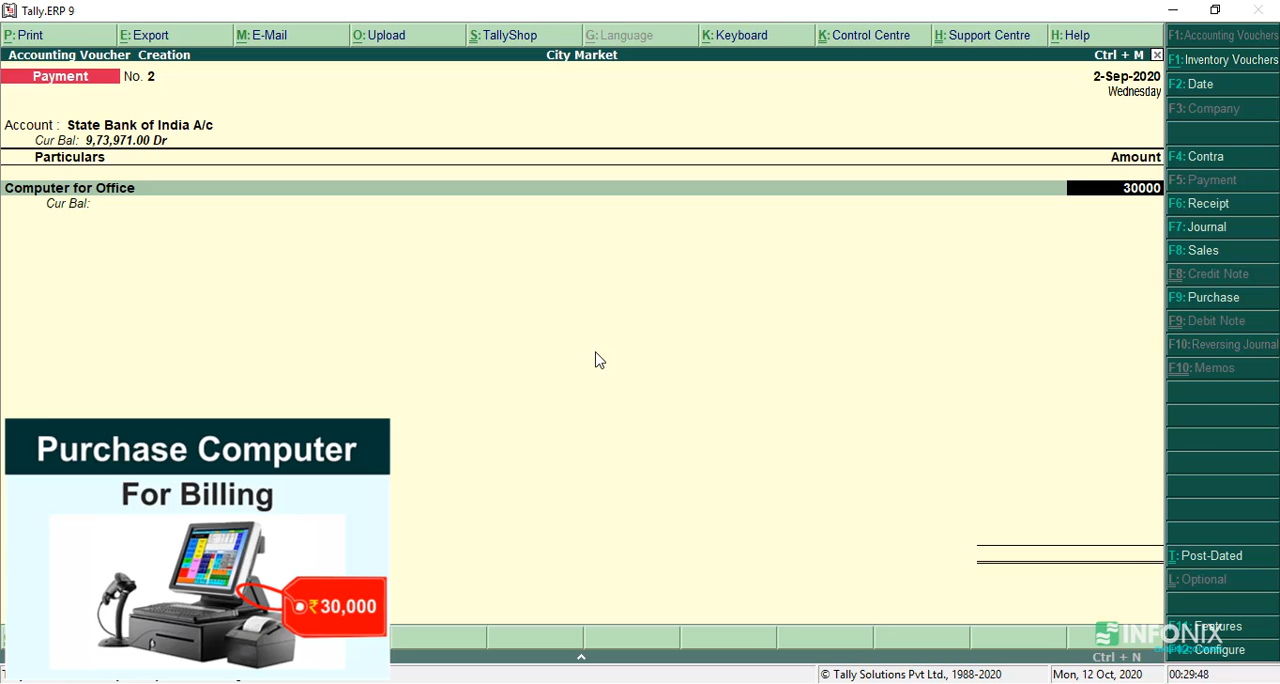 Tally.ERP 9
P: Print E: Export M: E-Mail O: Upload S: TallyShop G: Language K: Keyboard K: Control Centre H: Support Centre H: Help
F1: Accounting Vouchers
Accounting Voucher Creation City Market Ctrl + M
F1: Inventory Vouchers
Payment No. 2 2-Sep-2020
F2: Date
Wednesday
F3: Company
Account : State Bank of India A/c
Cur Bal: 9,73,971.00 Dr
Particulars Amount
F4: Contra
F5: Payment
Computer for Office 30000
Cur Bal:
F6: Receipt
F7: Journal
F8: Sales
F8: Credit Note
F9: Purchase
F9: Debit Note
F10: Reversing Journal
F10: Memos
Purchase Computer
For Billing
₹30,000
T: Post-Dated
L: Optional
F11: Features
INFONIX
F12: Configure
Ctrl + N
© Tally Solutions Pvt Ltd., 1988-2020 Mon, 12 Oct, 2020 00:29:48